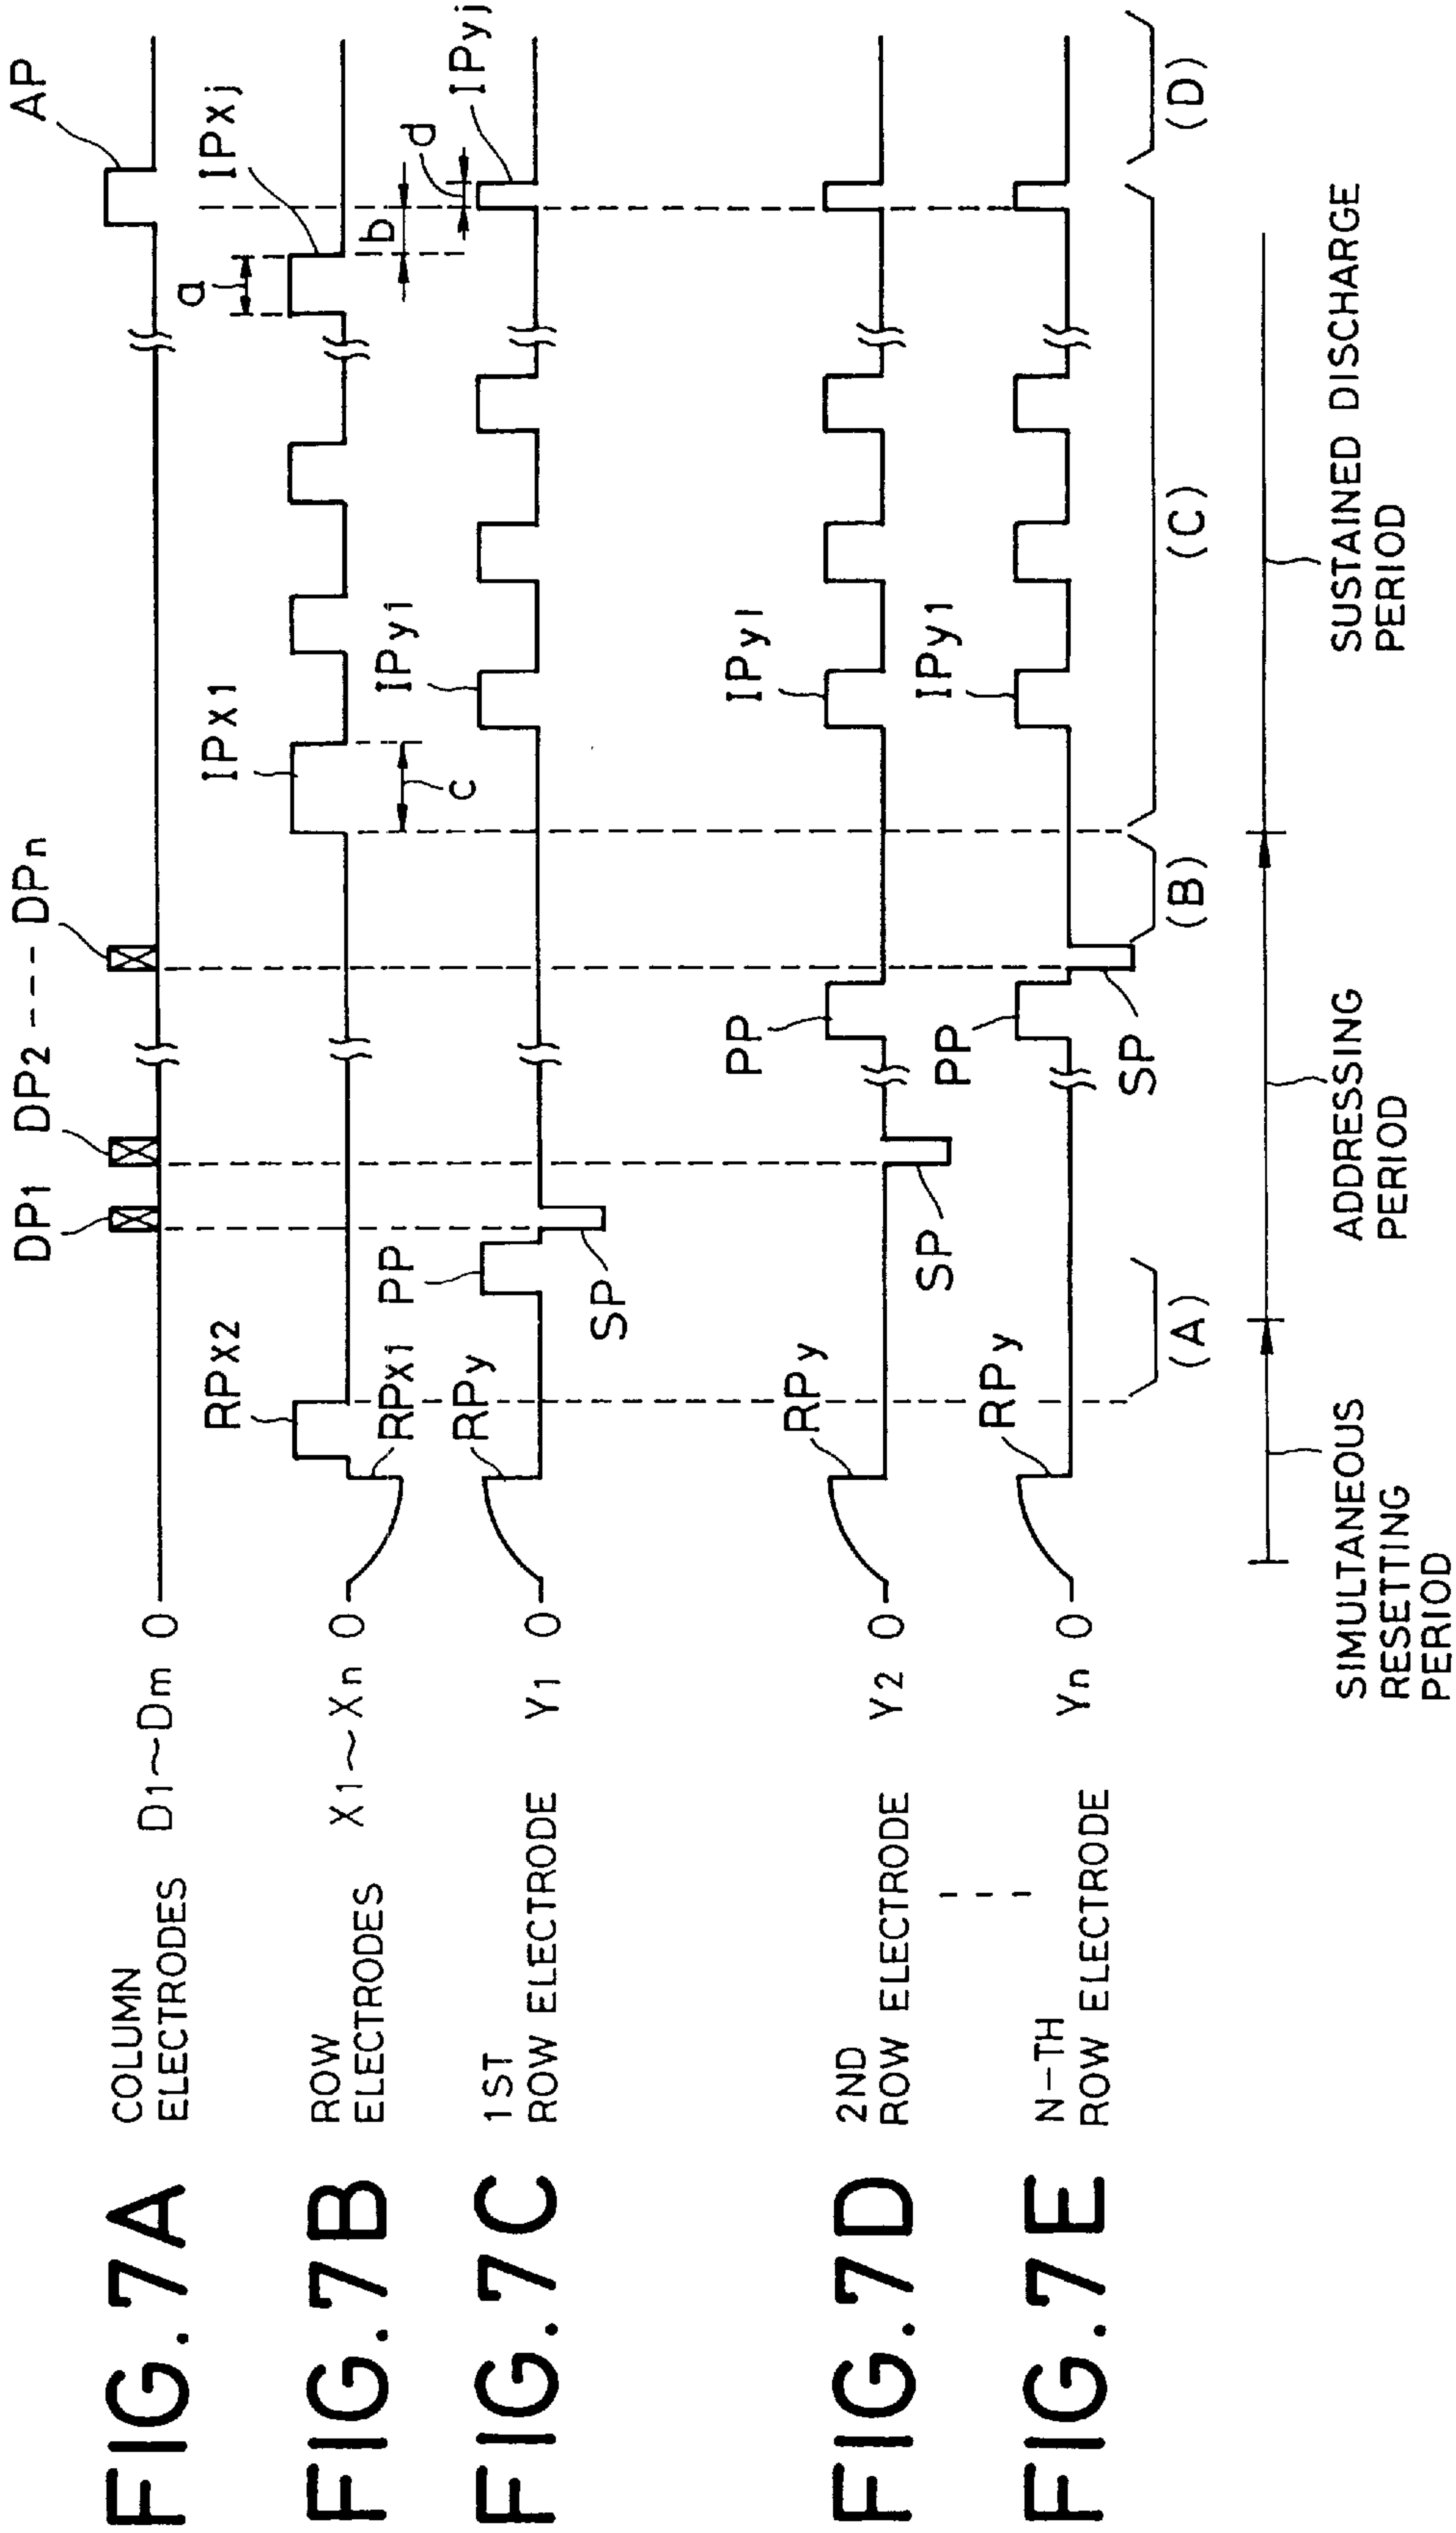 FIG. 7A
COLUMN
ELECTRODES
D1~Dm 0
DP1 DP2 --- DPn
AP
FIG. 7B
ROW
ELECTRODES
X1~Xn 0
RPx1
RPx2
IPx1
c
a
b
IPxj
FIG. 7C
1ST
ROW ELECTRODE
Y1 0
RPy
PP
SP
IPy1
d
IPyj
FIG. 7D
2ND
ROW ELECTRODE
Y2 0
RPy
SP
PP
IPy1
FIG. 7E
N-TH
ROW ELECTRODE
Yn 0
RPy
PP
SP
IPy1
(A)
(B)
(C)
(D)
SIMULTANEOUS
RESETTING
PERIOD
ADDRESSING
PERIOD
SUSTAINED DISCHARGE
PERIOD